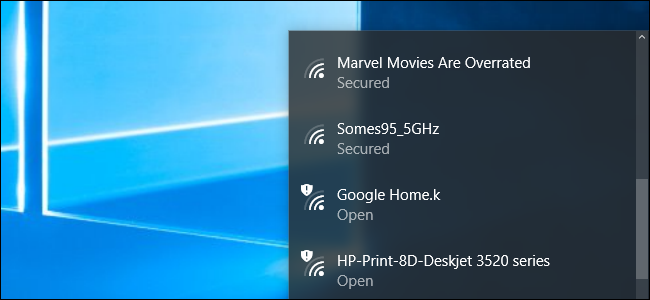 Marvel Movies Are Overrated
Secured
Somes95_5GHz
Secured
Google Home.k
Open
HP-Print-8D-Deskjet 3520 series
Open